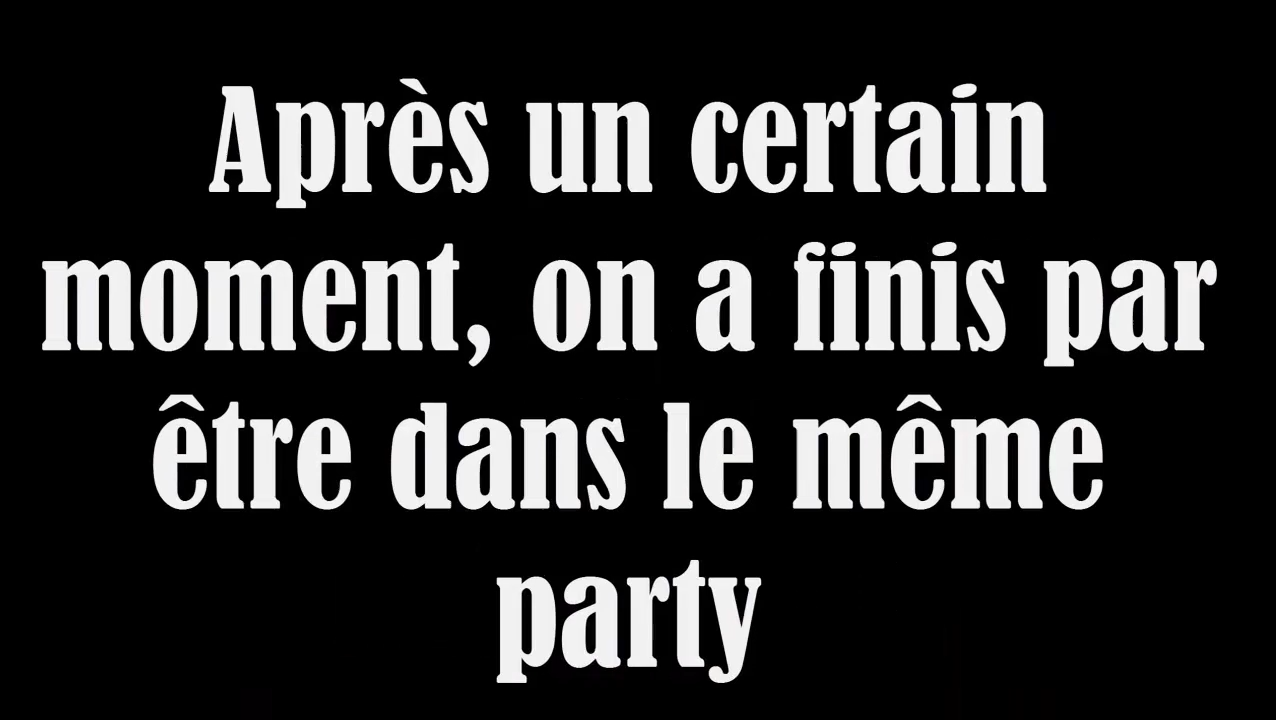 Après un certain
moment, on a finis par
être dans le même
party